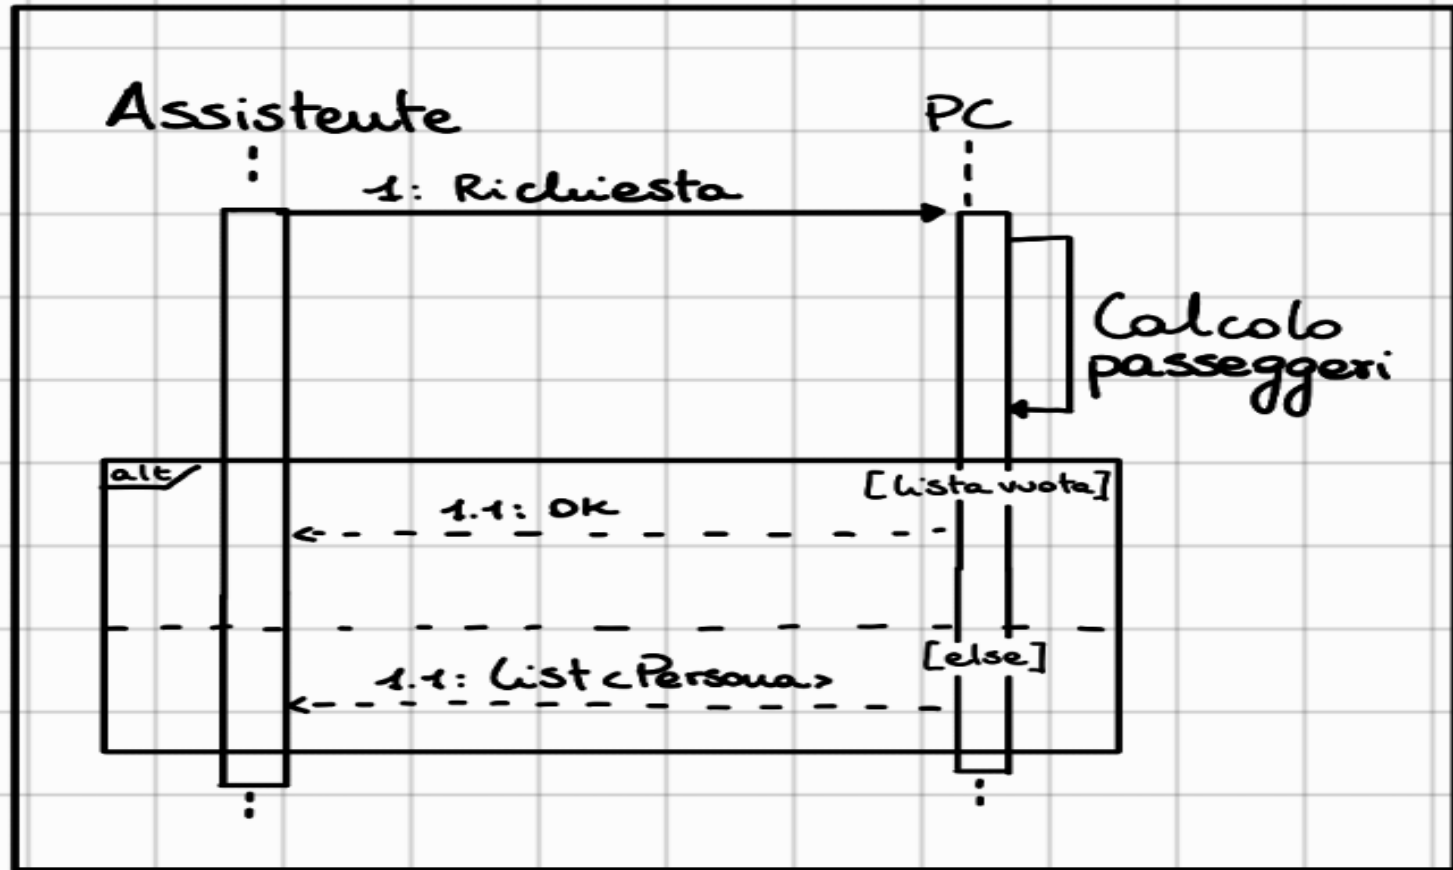 Assistente
PC
1: Richiesta
Calcolo
passeggeri
alt
[lista vuota]
1.1: OK
[else]
1.1: List<Persona>